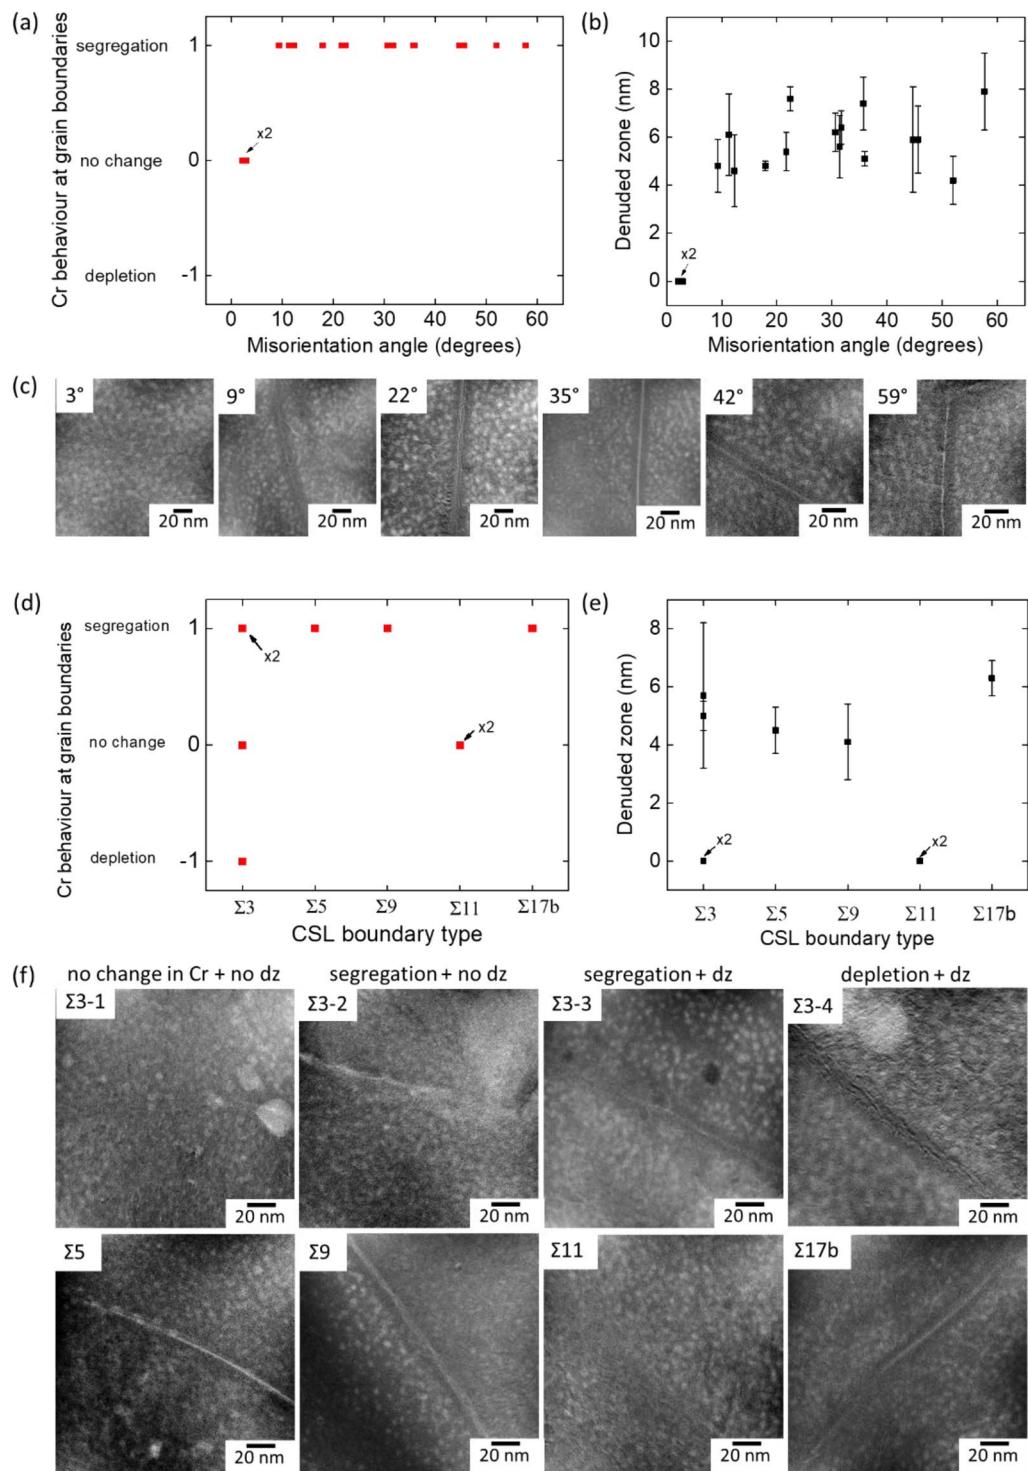 (a)
segregation
no change
depletion
1
0
-1
x2
Cr behaviour at grain boundaries
0 10 20 30 40 50 60
Misorientation angle (degrees)
(b)
10
8
6
4
2
0
x2
Denuded zone (nm)
0 10 20 30 40 50 60
Misorientation angle (degrees)
(c)
3° 9° 22° 35° 42° 59°
20 nm 20 nm 20 nm 20 nm 20 nm 20 nm
(d)
segregation
no change
depletion
1
0
-1
x2
x2
Cr behaviour at grain boundaries
Σ3 Σ5 Σ9 Σ11 Σ17b
CSL boundary type
(e)
8
6
4
2
0
x2
x2
Denuded zone (nm)
Σ3 Σ5 Σ9 Σ11 Σ17b
CSL boundary type
(f)
no change in Cr + no dz segregation + no dz segregation + dz depletion + dz
Σ3-1 Σ3-2 Σ3-3 Σ3-4
20 nm 20 nm 20 nm 20 nm
Σ5 Σ9 Σ11 Σ17b
20 nm 20 nm 20 nm 20 nm